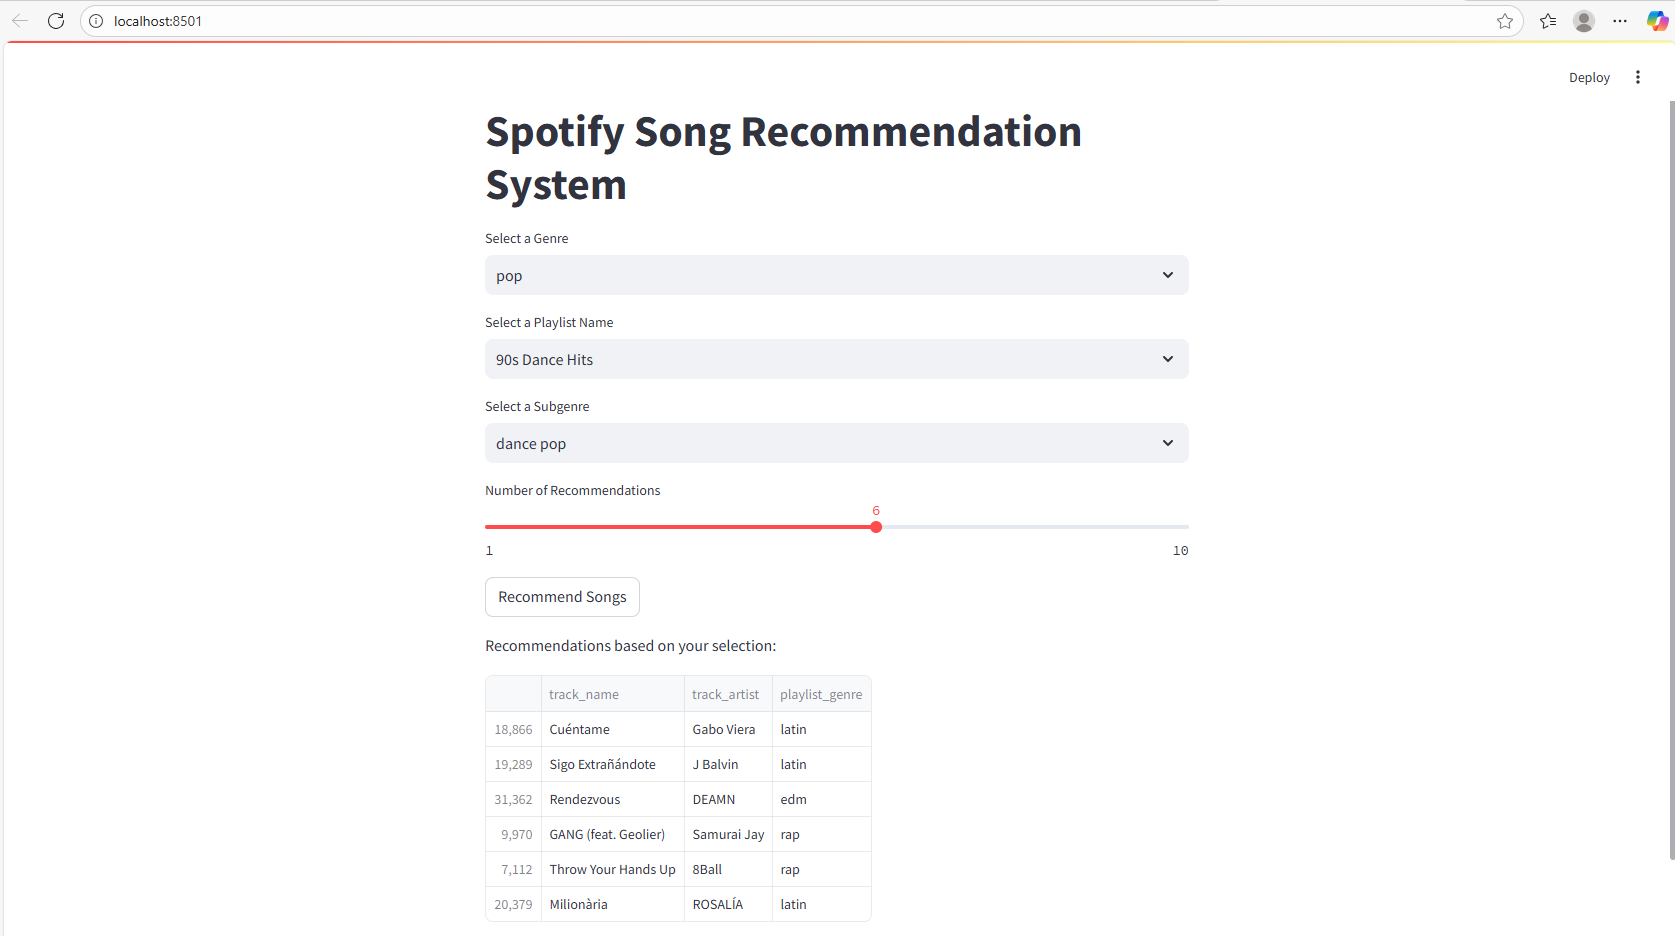 localhost:8501
Deploy
Spotify Song Recommendation
System
Select a Genre
pop
Select a Playlist Name
90s Dance Hits
Select a Subgenre
dance pop
Number of Recommendations
6
1 10
Recommend Songs
Recommendations based on your selection:
track_name track_artist playlist_genre
18,866 Cuéntame Gabo Viera latin
19,289 Sigo Extrañándote J Balvin latin
31,362 Rendezvous DEAMN edm
9,970 GANG (feat. Geolier) Samurai Jay rap
7,112 Throw Your Hands Up 8Ball rap
20,379 Milionària ROSALÍA latin